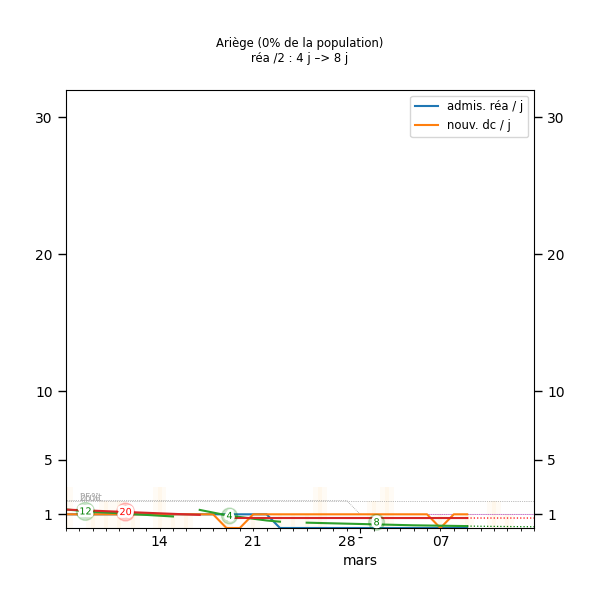 Ariège (0% de la population)
réa /2 : 4 j –> 8 j
admis. réa / j
nouv. dc / j
30 30
20 20
10 10
5 5
1 1
12 20 4 8
14 21 28 07
mars